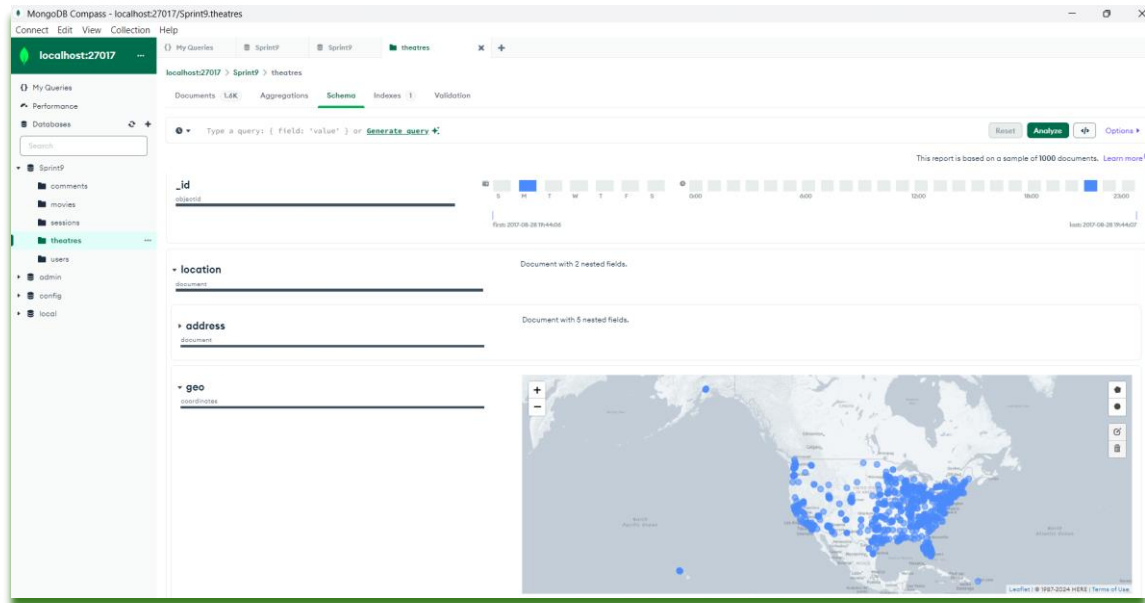 MongoDB Compass - localhost:27017/Sprint9.theatres
Connect Edit View Collection Help
localhost:27017 ...
{} My Queries
Performance
Databases
Search
Sprint9
comments
movies
sessions
theatres ...
users
admin
config
local
{} My Queries Sprint9 Sprint9 theatres
localhost:27017 > Sprint9 > theatres
Documents 1.6K Aggregations Schema Indexes 1 Validation
Type a query: { field: 'value' } or Generate query
Reset Analyze </> Options
This report is based on a sample of 1000 documents. Learn more
_id
objectid
S M T W T F S 0:00 6:00 12:00 18:00 23:00
first: 2017-08-28 19:44:06 last: 2017-08-28 19:44:07
location
document
Document with 2 nested fields.
address
document
Document with 5 nested fields.
geo
coordinates
+
−
Leaflet | © 1987-2024 HERE | Terms of Use